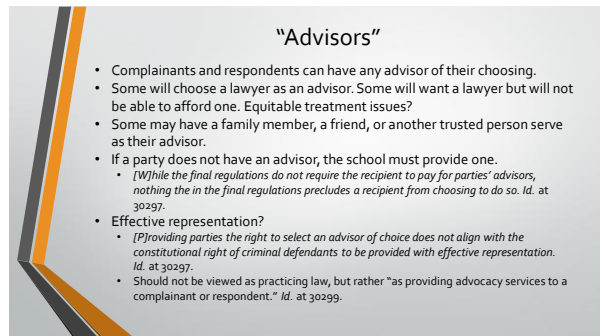 “Advisors”
• Complainants and respondents can have any advisor of their choosing.
• Some will choose a lawyer as an advisor. Some will want a lawyer but will not
be able to afford one. Equitable treatment issues?
• Some may have a family member, a friend, or another trusted person serve
as their advisor.
• If a party does not have an advisor, the school must provide one.
• [W]hile the final regulations do not require the recipient to pay for parties’ advisors,
nothing the in the final regulations precludes a recipient from choosing to do so. Id. at
30297.
• Effective representation?
• [P]roviding parties the right to select an advisor of choice does not align with the
constitutional right of criminal defendants to be provided with effective representation.
Id. at 30297.
• Should not be viewed as practicing law, but rather “as providing advocacy services to a
complainant or respondent.” Id. at 30299.